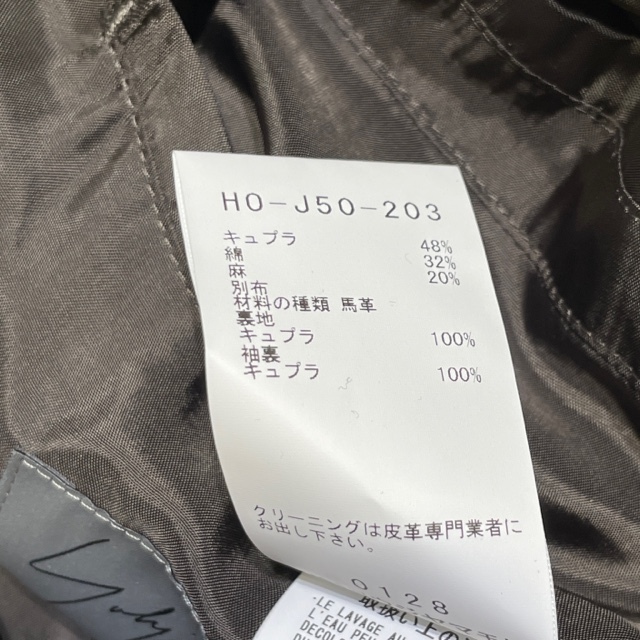 HO-J50-203
キュプラ 48%
綿 32%
麻 20%
別布
材料の種類 馬革
裏地
キュプラ 100%
袖裏
キュプラ 100%
クリーニングは皮革専門業者に
お出し下さい。
0128
取扱い上の
-LE LAVAGE AU
L EAU PEU
DECOL